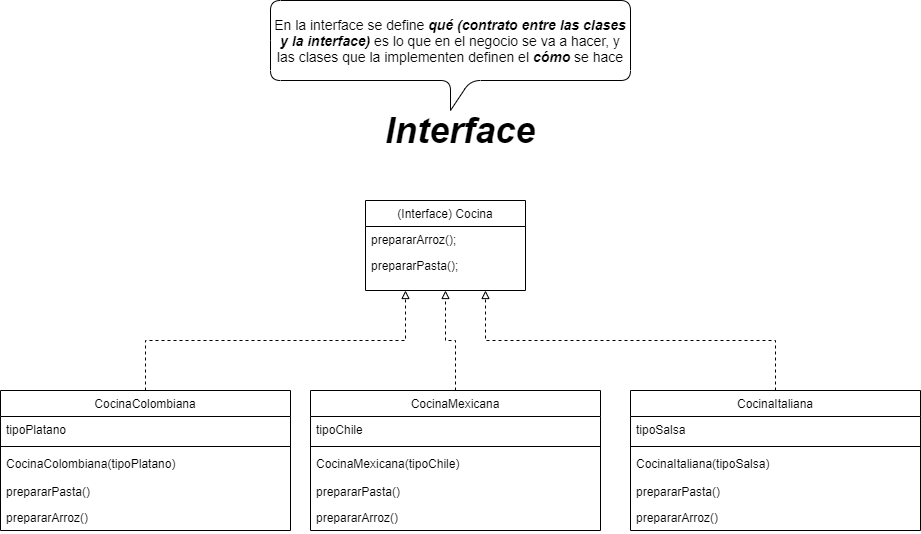 En la interface se define qué (contrato entre las clases
y la interface) es lo que en el negocio se va a hacer, y
las clases que la implementen definen el cómo se hace
Interface
(Interface) Cocina
prepararArroz();
prepararPasta();
CocinaColombiana
tipoPlatano
CocinaColombiana(tipoPlatano)
prepararPasta()
prepararArroz()
CocinaMexicana
tipoChile
CocinaMexicana(tipoChile)
prepararPasta()
prepararArroz()
CocinaItaliana
tipoSalsa
CocinaItaliana(tipoSalsa)
prepararPasta()
prepararArroz()